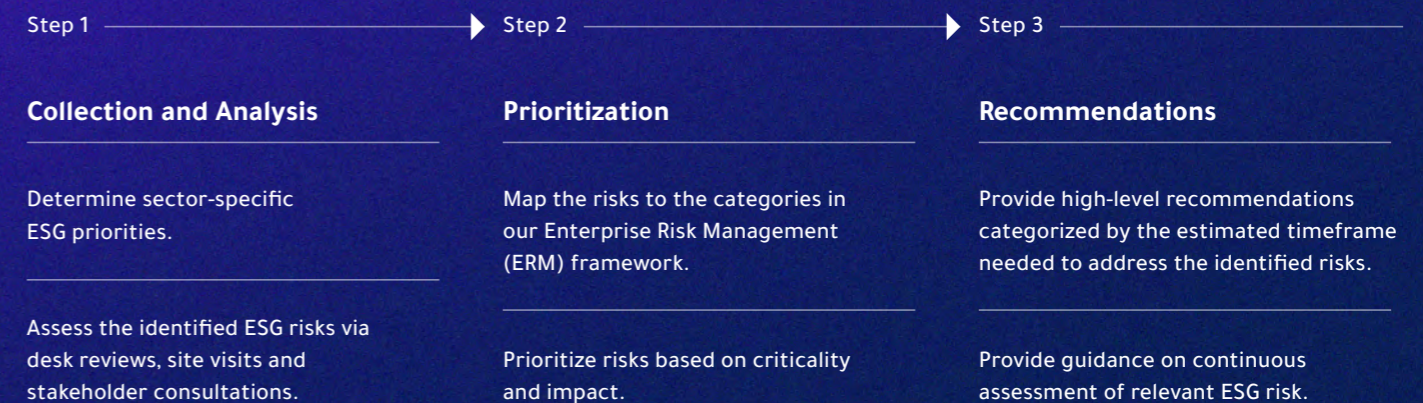 Step 1
Collection and Analysis
Determine sector-specific
ESG priorities.
Assess the identified ESG risks via
desk reviews, site visits and
stakeholder consultations.
Step 2
Prioritization
Map the risks to the categories in
our Enterprise Risk Management
(ERM) framework.
Prioritize risks based on criticality
and impact.
Step 3
Recommendations
Provide high-level recommendations
categorized by the estimated timeframe
needed to address the identified risks.
Provide guidance on continuous
assessment of relevant ESG risk.